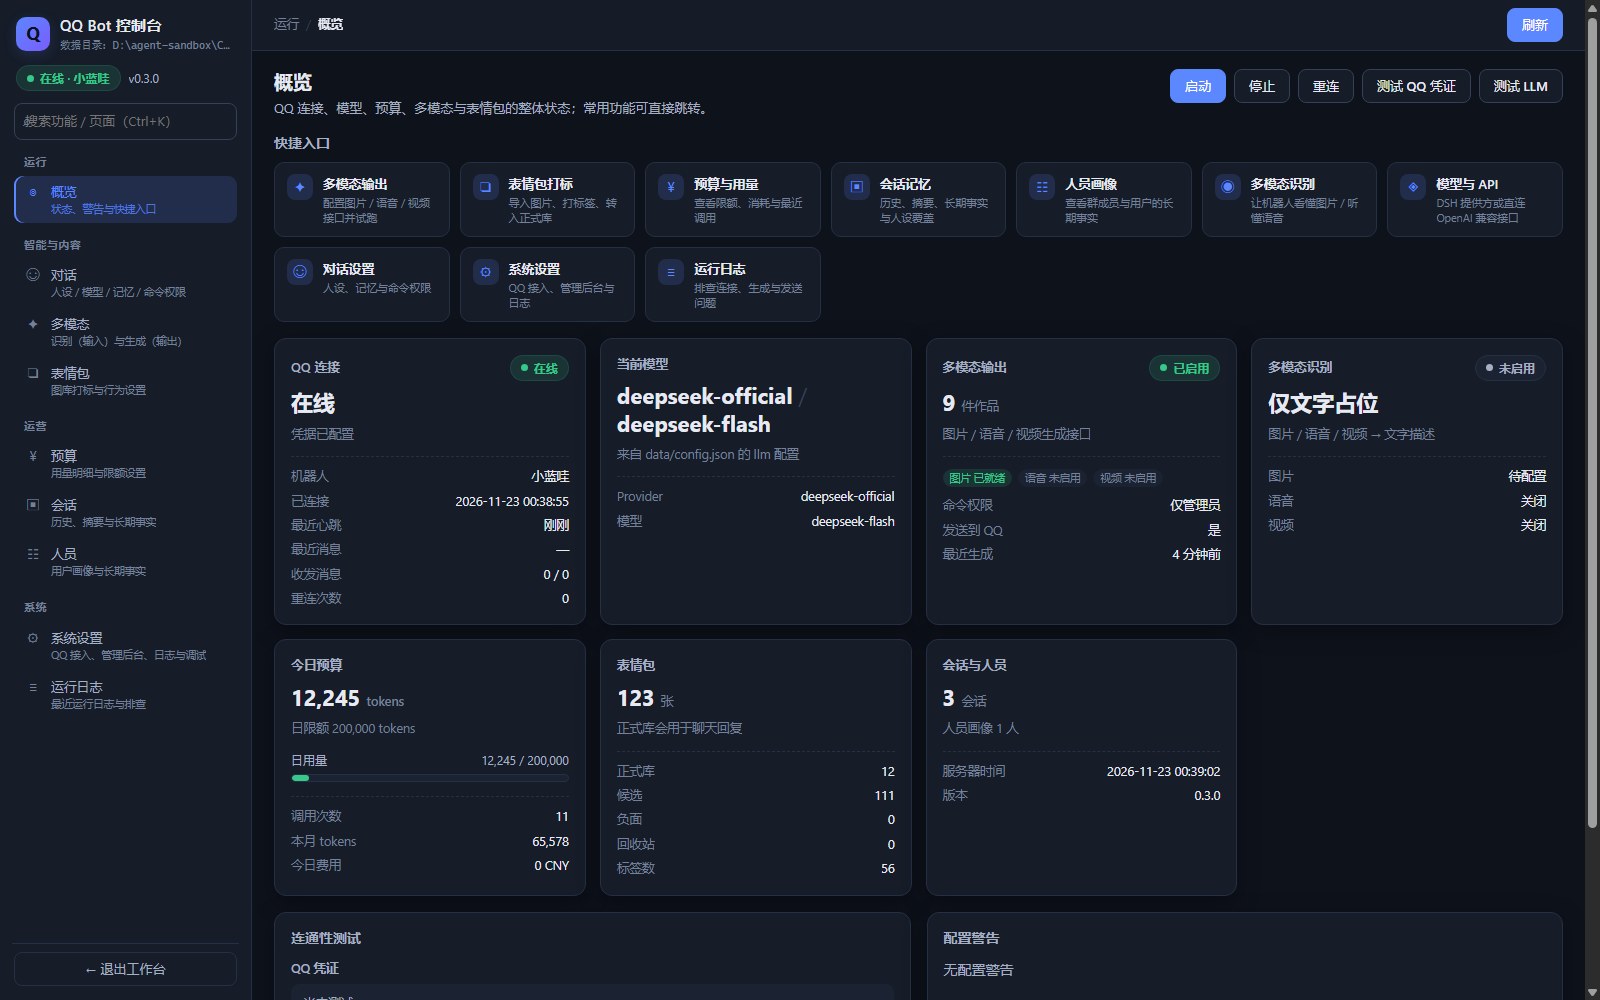 Q
QQ Bot 控制台
数据目录：D:\agent-sandbox\C…
在线 · 小蓝眭
v0.3.0
搜索功能 / 页面（Ctrl+K）
运行
概览
状态、警告与快捷入口
智能与内容
对话
人设 / 模型 / 记忆 / 命令权限
多模态
识别（输入）与生成（输出）
表情包
图库打标与行为设置
运营
¥ 预算
用量明细与限额设置
会话
历史、摘要与长期事实
人员
用户画像与长期事实
系统
系统设置
QQ 接入、管理后台、日志与调试
运行日志
最近运行日志与排查
← 退出工作台
运行 / 概览
刷新
概览
QQ 连接、模型、预算、多模态与表情包的整体状态；常用功能可直接跳转。
启动
停止
重连
测试 QQ 凭证
测试 LLM
快捷入口
多模态输出
配置图片 / 语音 / 视频
接口并试跑
表情包打标
导入图片、打标签、转
入正式库
¥ 预算与用量
查看限额、消耗与最近
调用
会话记忆
历史、摘要、长期事实
与人设覆盖
人员画像
查看群成员与用户的长
期事实
多模态识别
让机器人看懂图片 / 听
懂语音
模型与 API
DSH 提供方或直连
OpenAI 兼容接口
对话设置
人设、记忆与命令权限
系统设置
QQ 接入、管理后台与
日志
运行日志
排查连接、生成与发送
问题
QQ 连接
在线
在线
凭据已配置
机器人 小蓝眭
已连接 2026-11-23 00:38:55
最近心跳 刚刚
最近消息 —
收发消息 0 / 0
重连次数 0
当前模型
deepseek-official /
deepseek-flash
来自 data/config.json 的 llm 配置
Provider deepseek-official
模型 deepseek-flash
多模态输出
已启用
9 件作品
图片 / 语音 / 视频生成接口
图片 已就绪 语音 未启用 视频 未启用
命令权限 仅管理员
发送到 QQ 是
最近生成 4 分钟前
多模态识别
未启用
仅文字占位
图片 / 语音 / 视频 → 文字描述
图片 待配置
语音 关闭
视频 关闭
今日预算
12,245 tokens
日限额 200,000 tokens
日用量 12,245 / 200,000
调用次数 11
本月 tokens 65,578
今日费用 0 CNY
表情包
123 张
正式库会用于聊天回复
正式库 12
候选 111
负面 0
回收站 0
标签数 56
会话与人员
3 会话
人员画像 1 人
服务器时间 2026-11-23 00:39:02
版本 0.3.0
连通性测试
QQ 凭证
配置警告
无配置警告